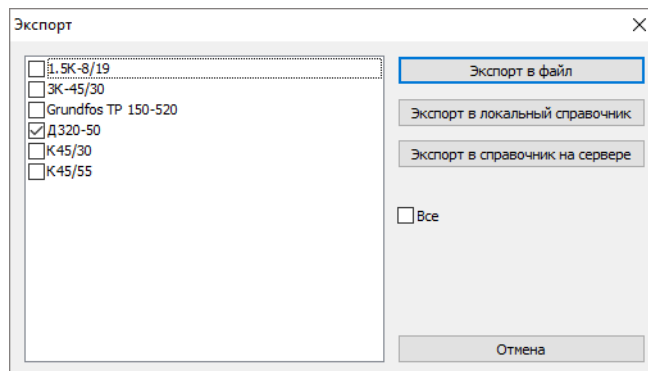 Экспорт
1.5К-8/19
3К-45/30
Grundfos TP 150-520
Д320-50
К45/30
К45/55
Экспорт в файл
Экспорт в локальный справочник
Экспорт в справочник на сервере
Все
Отмена